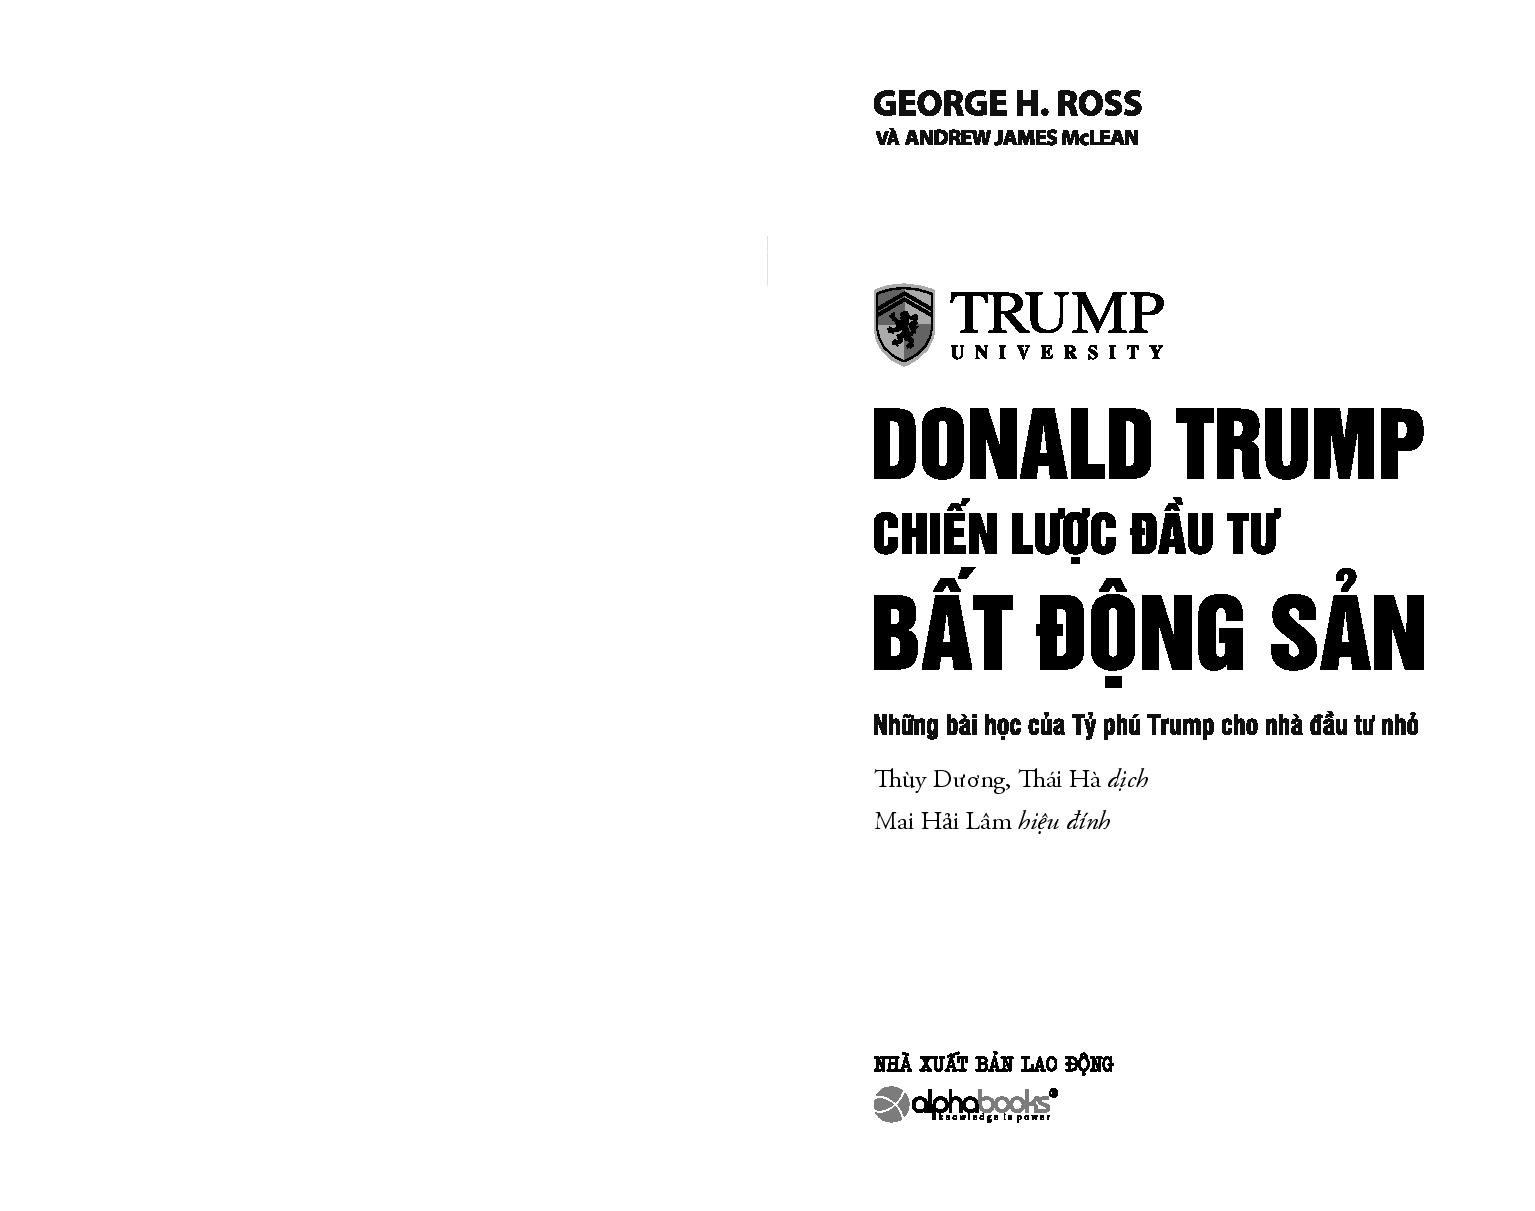 GEORGE H. ROSS
VÀ ANDREW JAMES McLEAN
TRUMP
UNIVERSITY
DONALD TRUMP
CHIẾN LƯỢC ĐẦU TƯ
BẤT ĐỘNG SẢN
Những bài học của Tỷ phú Trump cho nhà đầu tư nhỏ
Thùy Dương, Thái Hà dịch
Mai Hải Lâm hiệu đính
NHÀ XUẤT BẢN LAO ĐỘNG
alphabooks®
knowledge is power